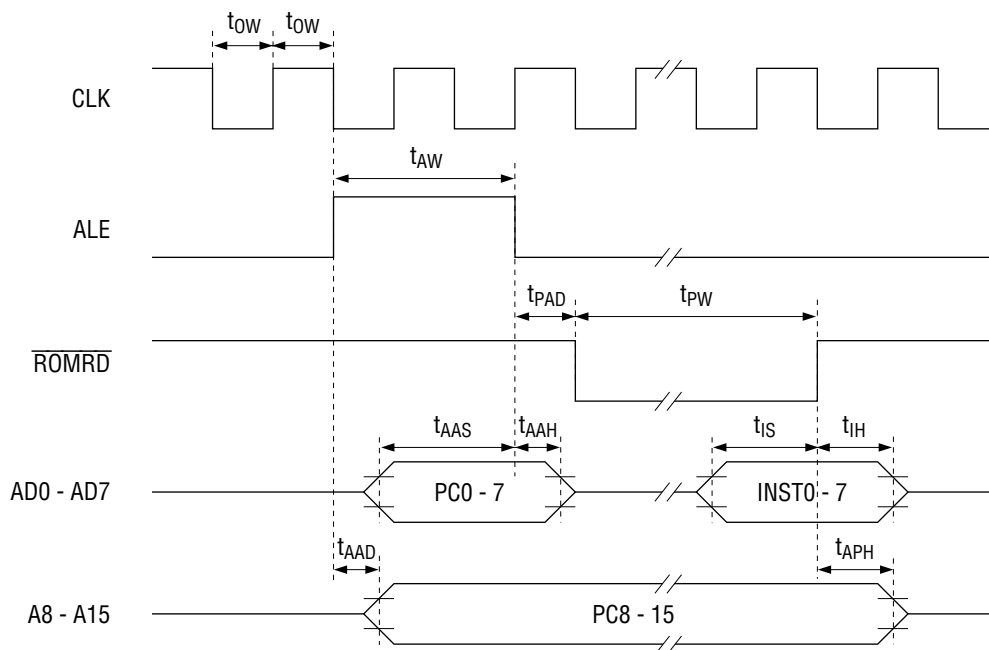 tOW tOW
CLK
tAW
ALE
tPAD tPW
ROMRD
tAAS tAAH tIS tIH
AD0 - AD7 PC0 - 7 INST0 - 7
tAAD tAPH
A8 - A15 PC8 - 15